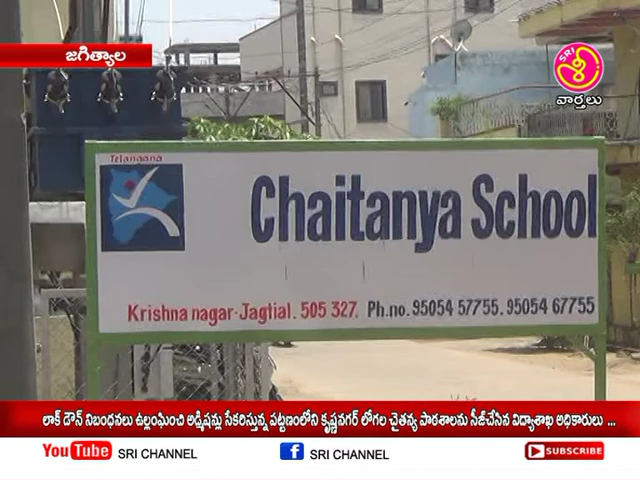 జగిత్యాల
SRI
శ్రీ
వార్తలు
Telangana
Chaitanya School
Krishna nagar-Jagtial. 505 327. Ph.no. 95054 57755. 95054 67755
లాక్ డౌన్ నిబంధనలు ఉల్లంఘించి అడ్మిషన్లు సేకరిస్తున్న పట్టణంలోని కృష్ణనగర్ లోగల చైతన్య పాఠశాలను సీజ్‌చేసిన విద్యాశాఖ అధికారులు ...
YouTube SRI CHANNEL f SRI CHANNEL SUBSCRIBE